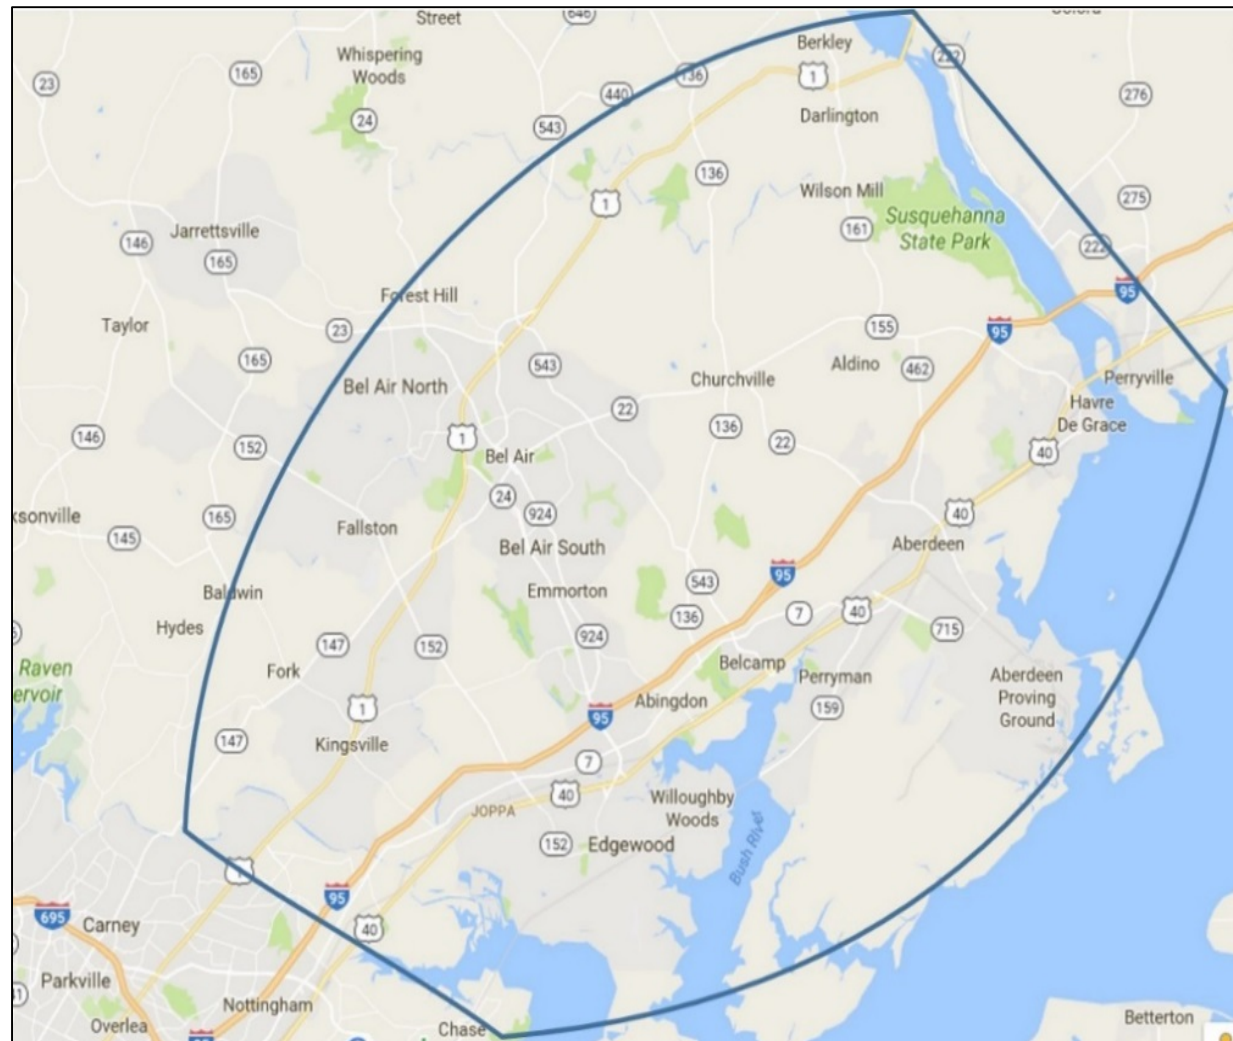 Street
646
Oxford
Berkley
Whispering
Woods
23
165
136
1
222
440
276
24
543
Darlington
136
Wilson Mill
275
1
Susquehanna
State Park
161
Jarrettsville
146
222
165
95
Forest Hill
Taylor
23
155
95
165
543
Aldino
462
Bel Air North
Churchville
Perryville
22
Havre
De Grace
146
152
1
136
22
40
Bel Air
24
ksonville
165
924
40
145
Fallston
Bel Air South
Aberdeen
95
Baldwin
Emmorton
543
7
40
Hydes
136
715
147
152
924
Raven
ervoir
Fork
Belcamp
Perryman
Aberdeen
Proving
Ground
Abingdon
1
95
159
147
Kingsville
7
40
JOPPA
Willoughby
Woods
152
Edgewood
Bush River
1
95
695
Carney
40
Parkville
Nottingham
Overlea
Chase
Betterton
95